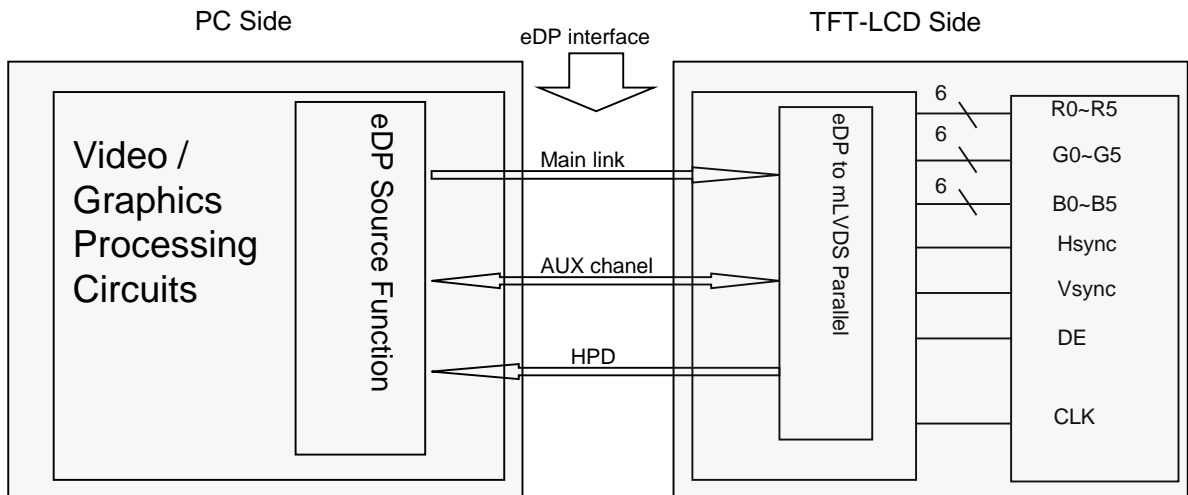 PC Side
eDP interface
TFT-LCD Side
Video /
Graphics
Processing
Circuits
eDP Source Function
Main link
AUX chanel
HPD
eDP to mLVDS Parallel
6
R0~R5
6
G0~G5
6
B0~B5
Hsync
Vsync
DE
CLK